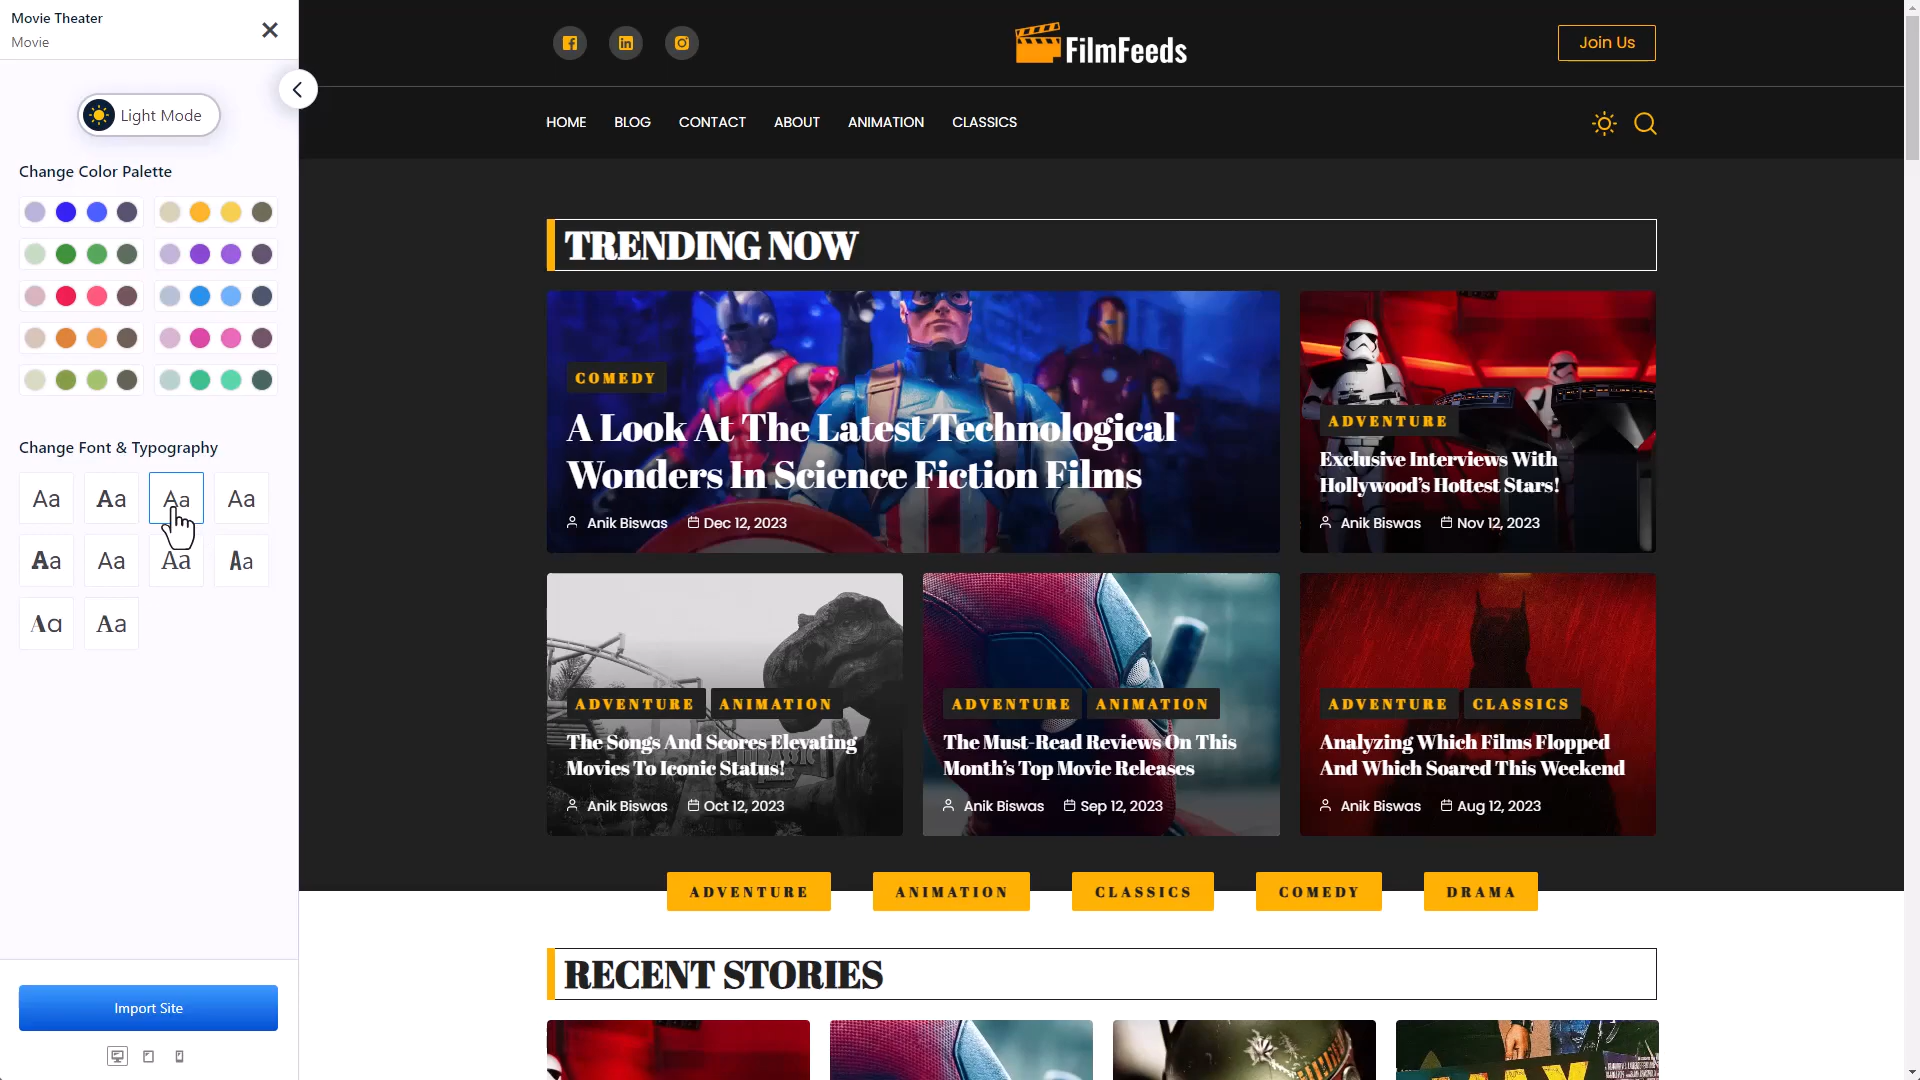 Movie Theater
Movie
Light Mode
Change Color Palette
Change Font & Typography
Aa Aa Aa Aa
Aa Aa Aa Aa
Aa Aa
Import Site
FilmFeeds
Join Us
HOME BLOG CONTACT ABOUT ANIMATION CLASSICS
TRENDING NOW
COMEDY
A Look At The Latest Technological
Wonders In Science Fiction Films
Anik Biswas Dec 12, 2023
ADVENTURE
Exclusive Interviews With
Hollywood's Hottest Stars!
Anik Biswas Nov 12, 2023
ADVENTURE ANIMATION
The Songs And Scores Elevating
Movies To Iconic Status!
Anik Biswas Oct 12, 2023
ADVENTURE ANIMATION
The Must-Read Reviews On This
Month's Top Movie Releases
Anik Biswas Sep 12, 2023
ADVENTURE CLASSICS
Analyzing Which Films Flopped
And Which Soared This Weekend
Anik Biswas Aug 12, 2023
ADVENTURE ANIMATION CLASSICS COMEDY DRAMA
RECENT STORIES